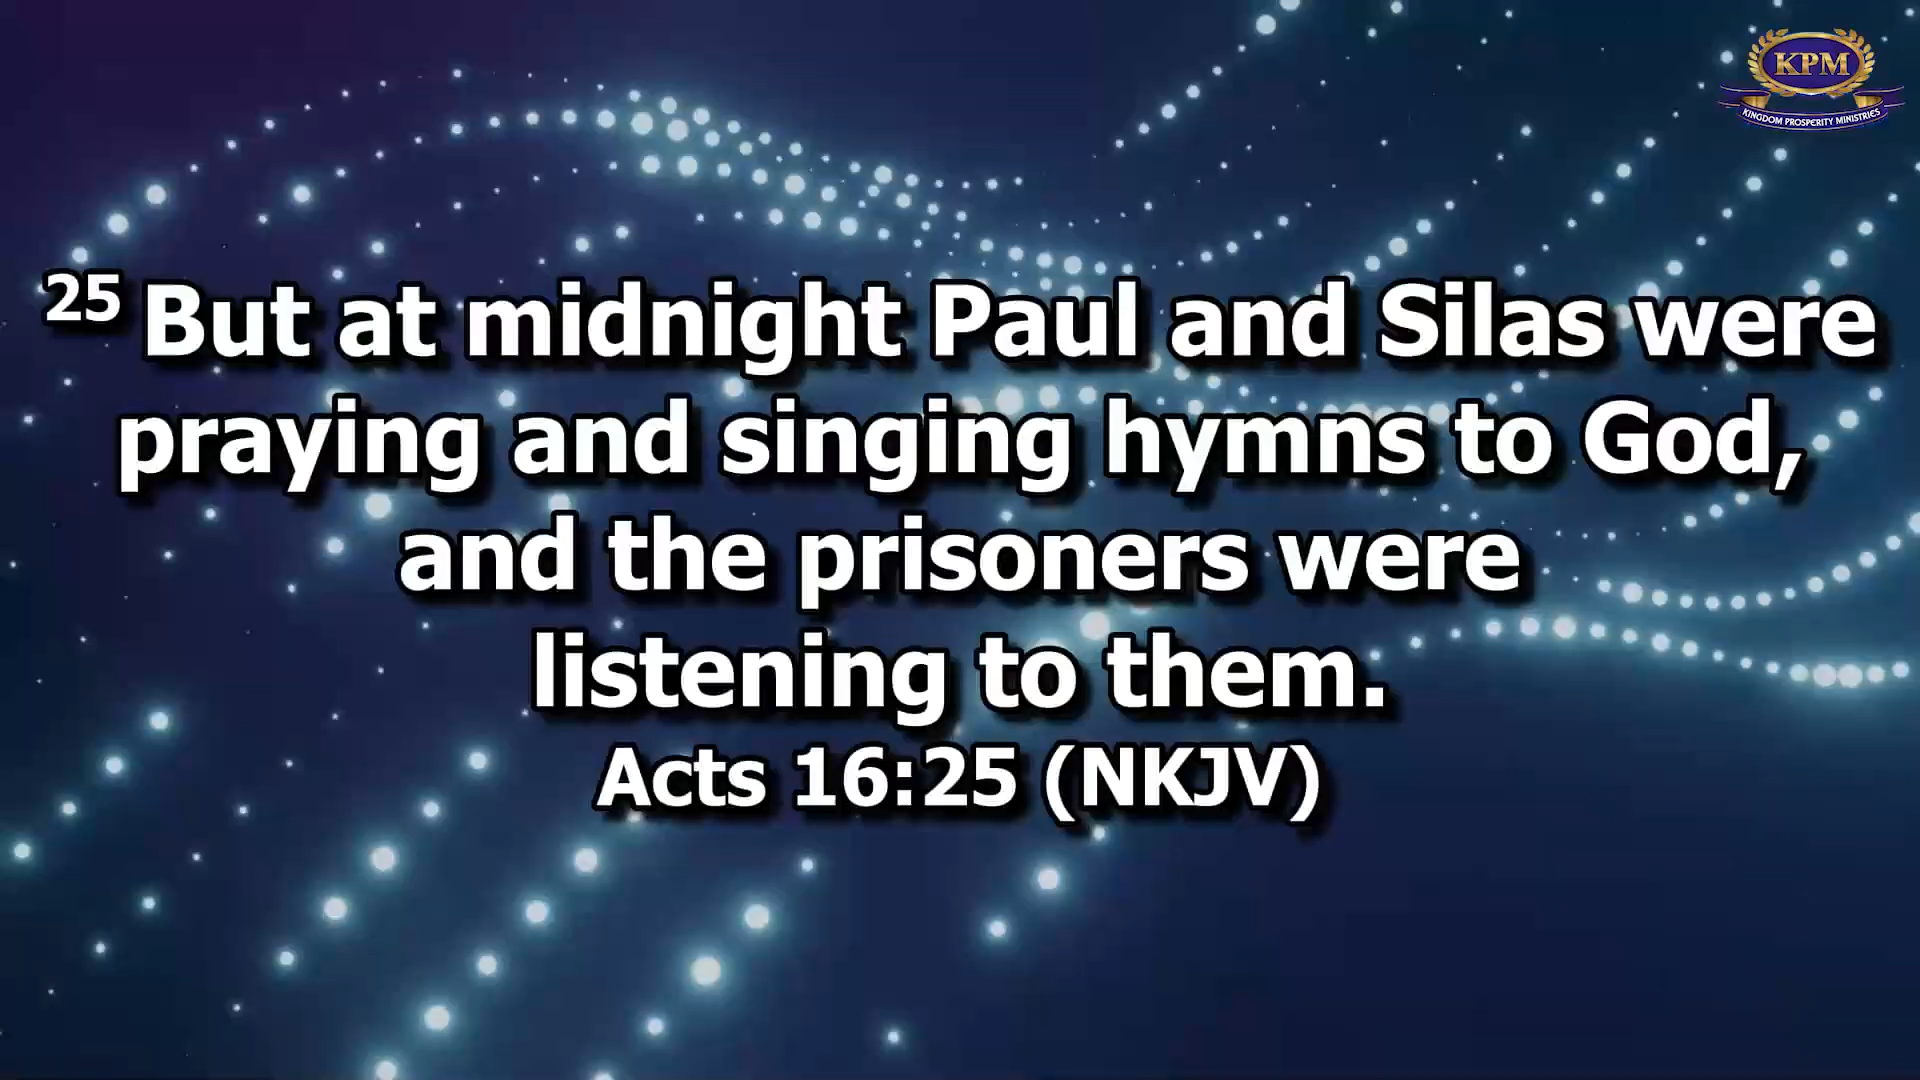 KPM
KINGDOM PROSPERITY MINISTRIES
25 But at midnight Paul and Silas were
praying and singing hymns to God,
and the prisoners were
listening to them.
Acts 16:25 (NKJV)